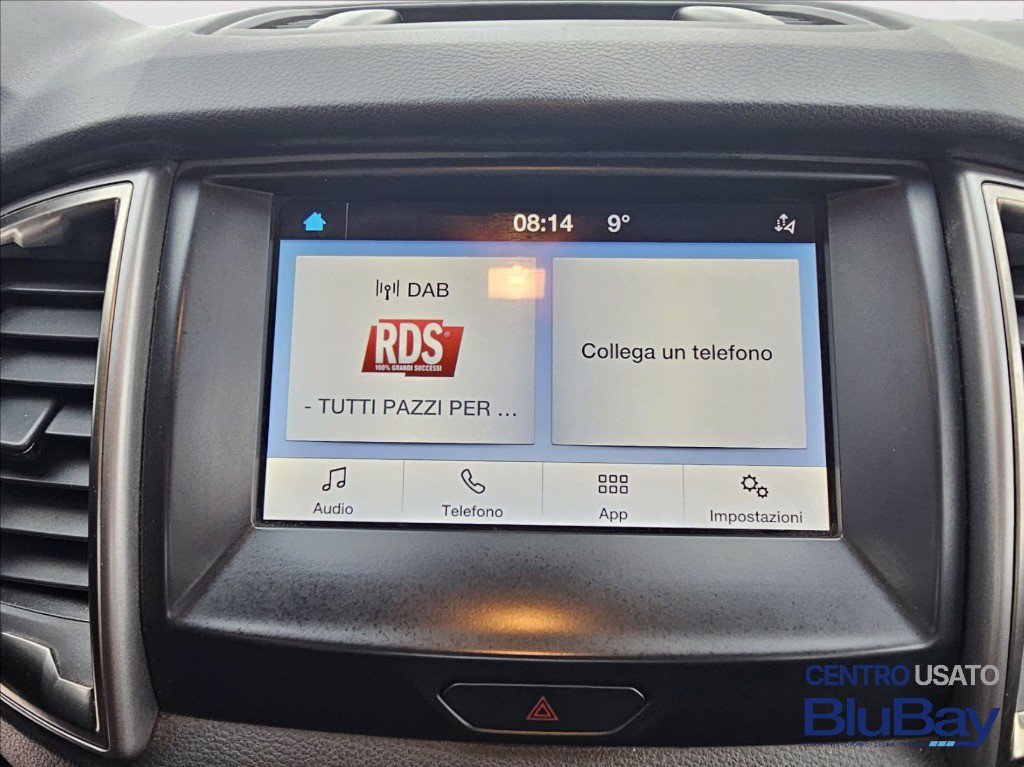 08:14 9°
DAB
RDS®
100% GRANDI SUCCESSI
- TUTTI PAZZI PER ...
Collega un telefono
Audio Telefono App Impostazioni
CENTRO USATO
BluBay